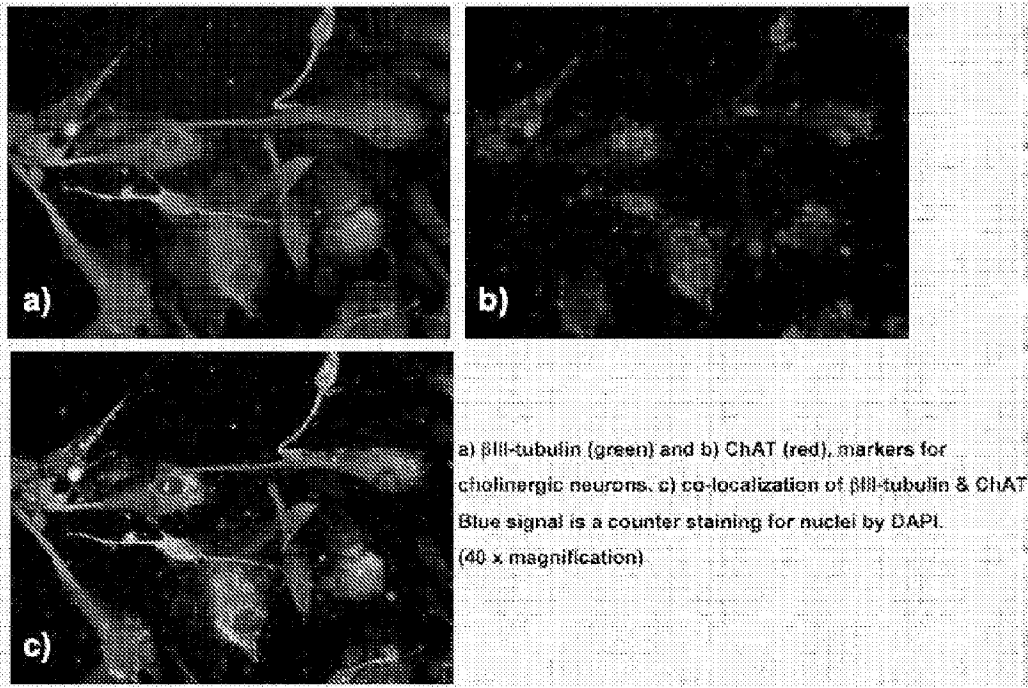 a)
b)
c)
a) βIII-tubulin (green) and b) ChAT (red), markers for
cholinergic neurons. c) co-localization of βIII-tubulin & ChAT
Blue signal is a counter staining for nuclei by DAPI.
(40 x magnification)